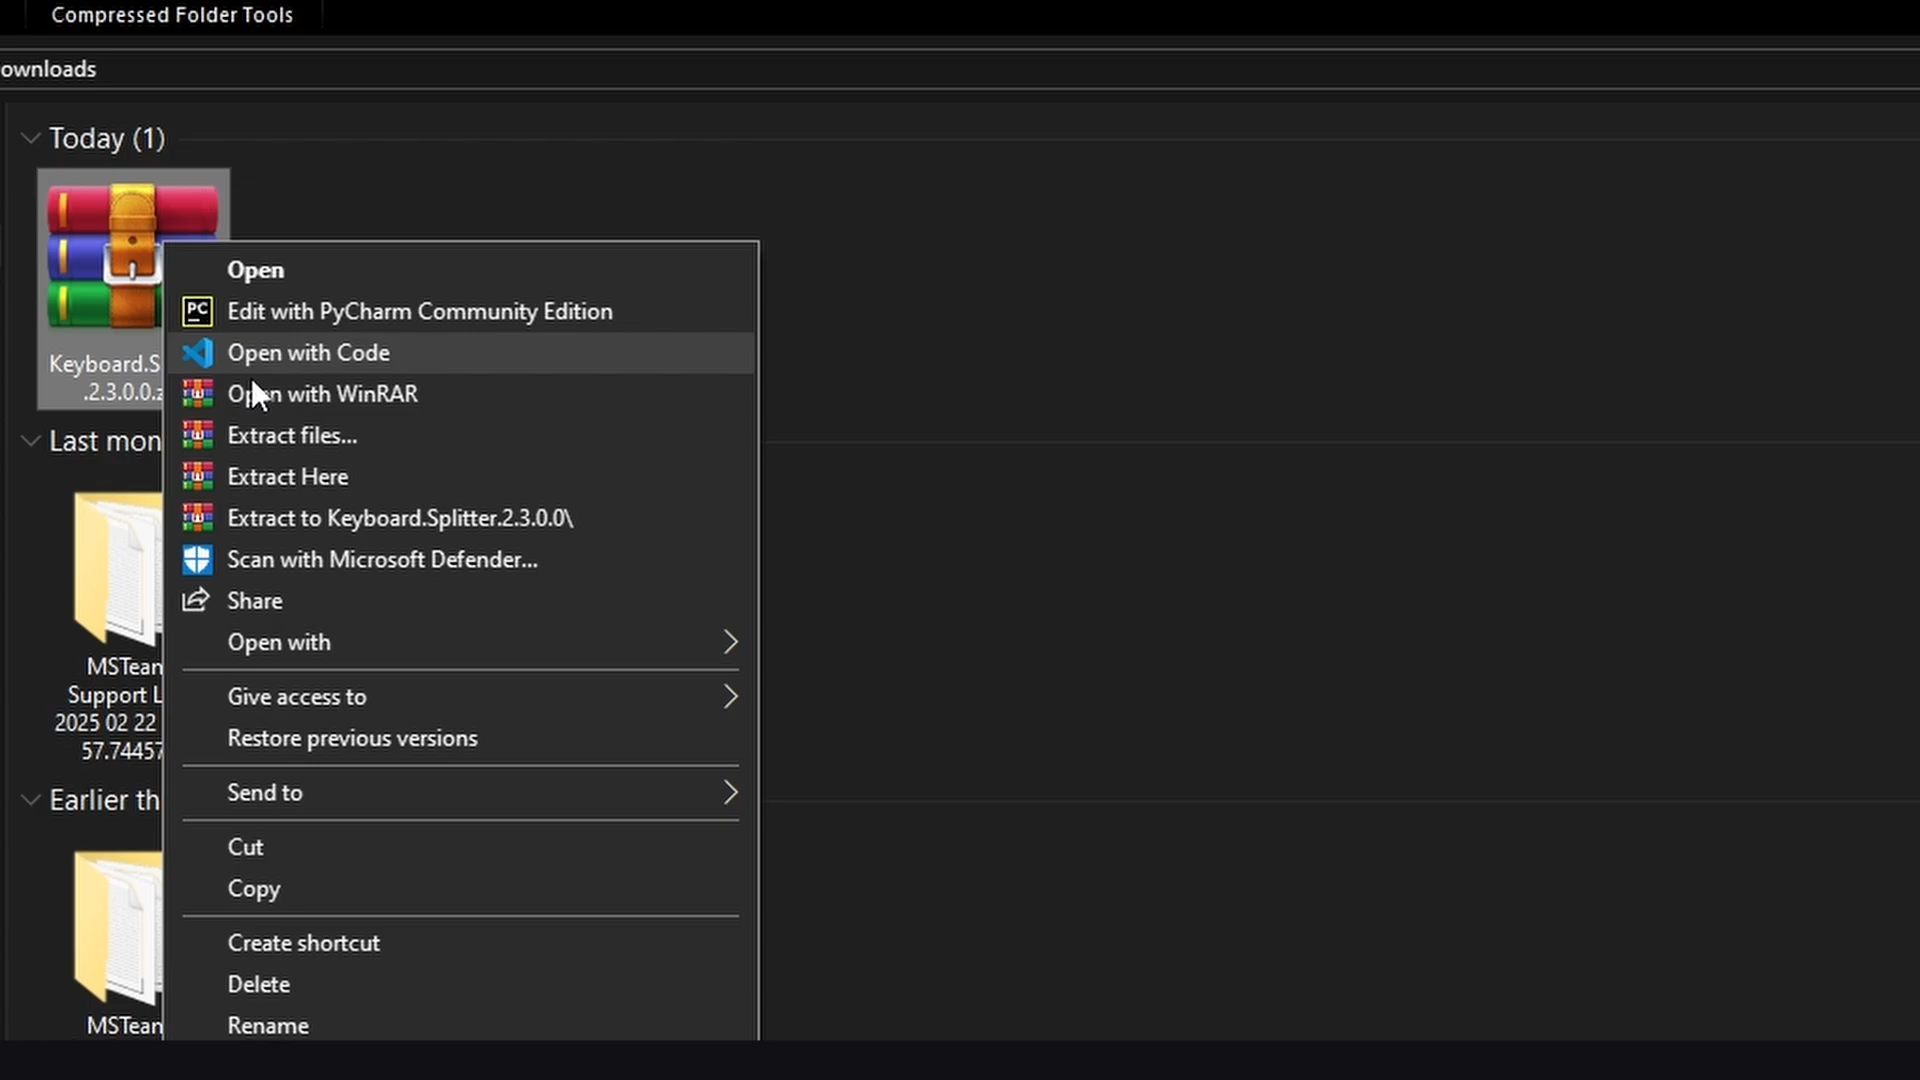 Compressed Folder Tools
ownloads
Today (1)
Keyboard.S
.2.3.0.0.z
Open
PC
Edit with PyCharm Community Edition
Open with Code
Open with WinRAR
Extract files...
Extract Here
Extract to Keyboard.Splitter.2.3.0.0\
Scan with Microsoft Defender...
Share
Open with
Give access to
Restore previous versions
Send to
Cut
Copy
Create shortcut
Delete
Rename
Last mon
MSTeam
Support L
2025 02 22
57.74457
Earlier th
MSTeam